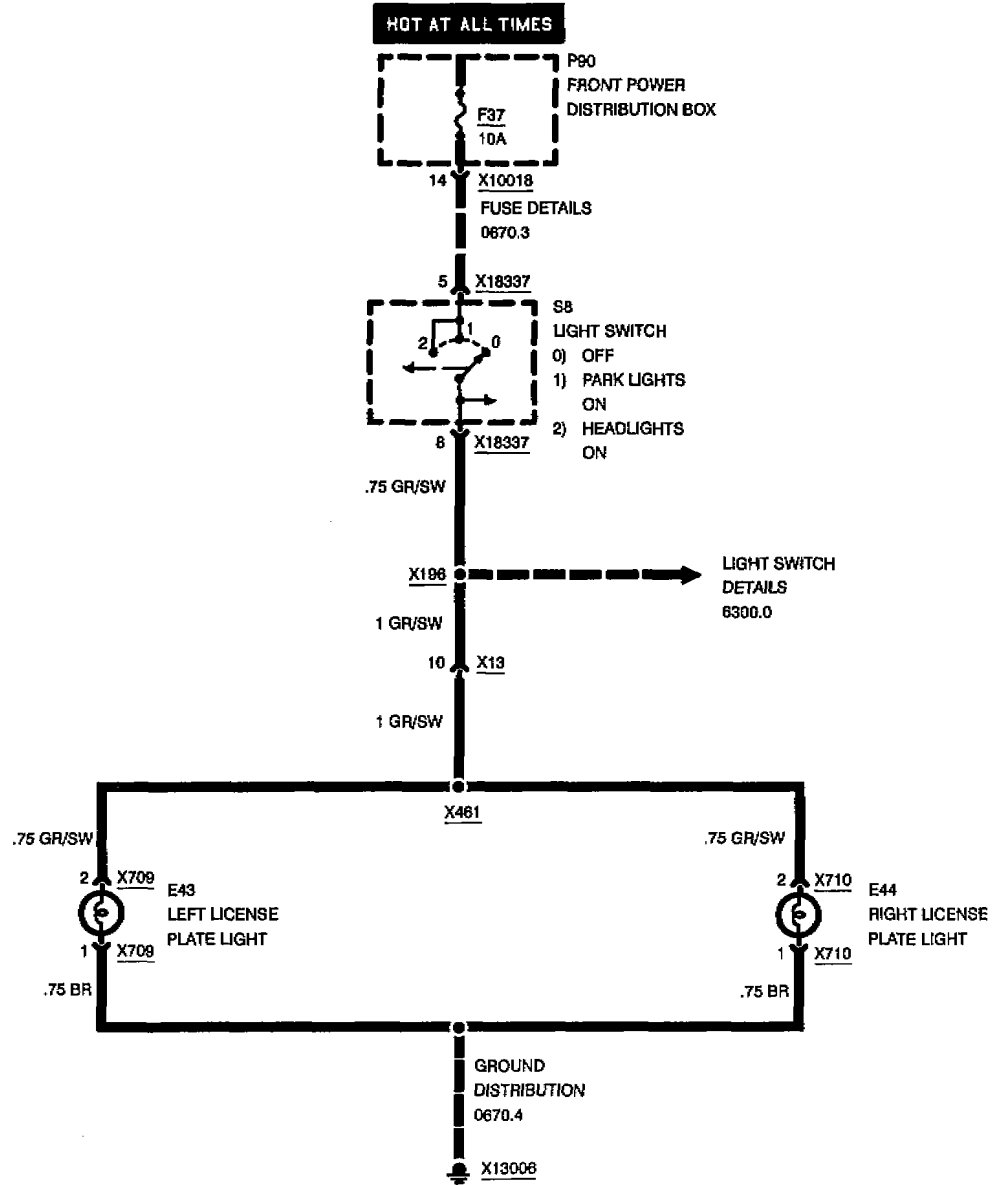 HOT AT ALL TIMES
P90
FRONT POWER
DISTRIBUTION BOX
F37
10A
14 X10018
FUSE DETAILS
0670.3
5 X18337
S8
LIGHT SWITCH
0) OFF
1) PARK LIGHTS
ON
2) HEADLIGHTS
ON
2 1 0
8 X18337
.75 GR/SW
X196
LIGHT SWITCH
DETAILS
6300.0
1 GR/SW
10 X13
1 GR/SW
X461
.75 GR/SW
2 X709
E43
LEFT LICENSE
PLATE LIGHT
1 X709
.75 BR
.75 GR/SW
2 X710
E44
RIGHT LICENSE
PLATE LIGHT
1 X710
.75 BR
GROUND
DISTRIBUTION
0670.4
X13006